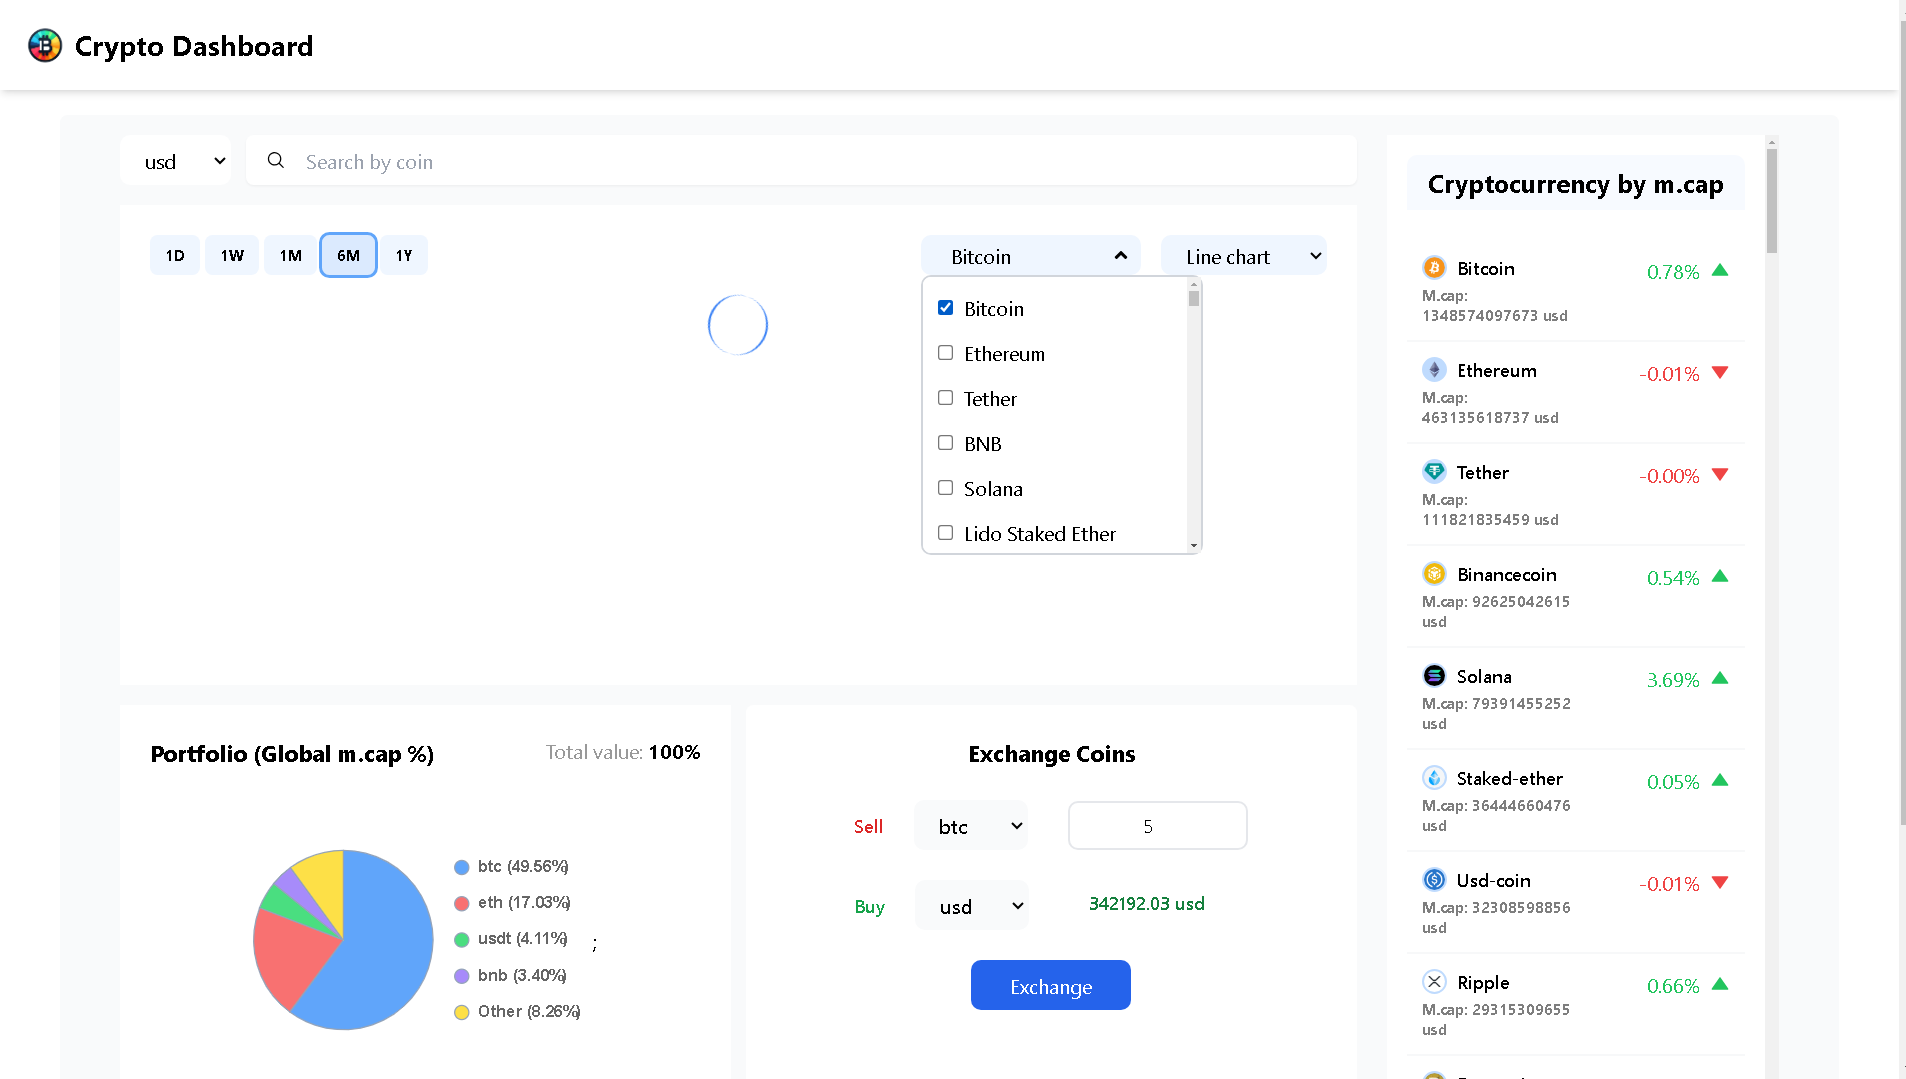 Crypto Dashboard
usd
Search by coin
1D 1W 1M 6M 1Y
Bitcoin
Line chart
Bitcoin
Ethereum
Tether
BNB
Solana
Lido Staked Ether
Portfolio (Global m.cap %)
Total value: 100%
btc (49.56%)
eth (17.03%)
usdt (4.11%)
;
bnb (3.40%)
Other (8.26%)
Exchange Coins
Sell btc 5
Buy usd 342192.03 usd
Exchange
Cryptocurrency by m.cap
Bitcoin 0.78%
M.cap:
1348574097673 usd
Ethereum -0.01%
M.cap:
463135618737 usd
Tether -0.00%
M.cap:
111821835459 usd
Binancecoin 0.54%
M.cap: 92625042615
usd
Solana 3.69%
M.cap: 79391455252
usd
Staked-ether 0.05%
M.cap: 36444660476
usd
Usd-coin -0.01%
M.cap: 32308598856
usd
Ripple 0.66%
M.cap: 29315309655
usd